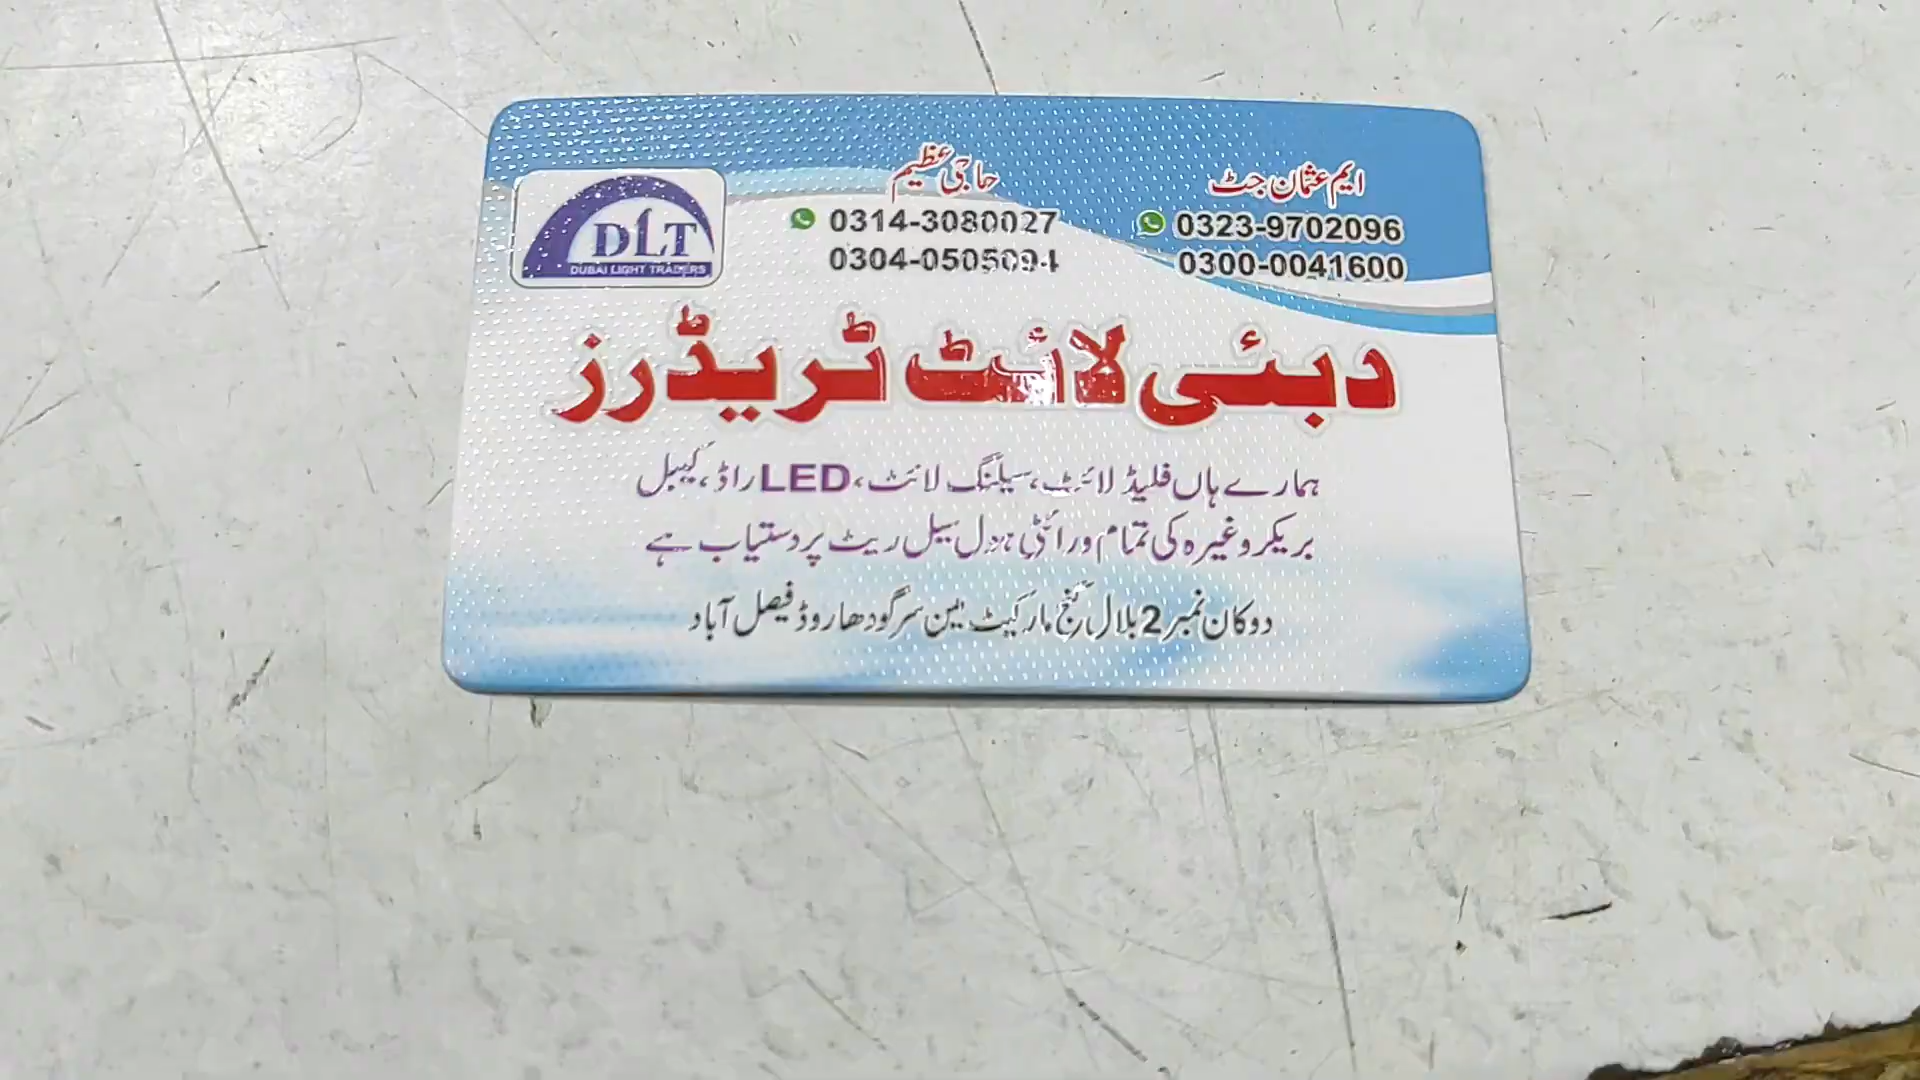 DLT
DUBAI LIGHT TRADERS
حاجی عظیم
0314-3080027
0304-0505094
ایم عثمان جٹ
0323-9702096
0300-0041600
دبئی لائٹ ٹریڈرز
ہمارے ہاں فلیڈ لائٹ، سیلنگ لائٹ، LED راڈ، کیبل
بریکر وغیرہ کی تمام ورائٹی ہول سیل ریٹ پر دستیاب ہے
دوکان نمبر 2 بلال گنج مارکیٹ مین سرگودھا روڈ فیصل آباد